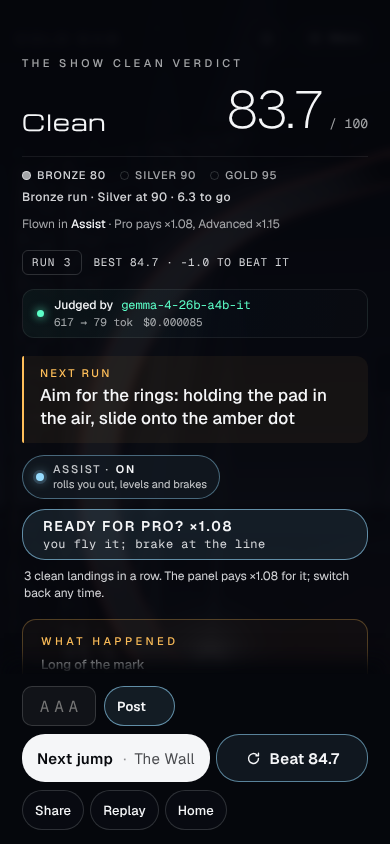 THE SHOW CLEAN VERDICT
Clean 83.7 / 100
BRONZE 80 SILVER 90 GOLD 95
Bronze run · Silver at 90 · 6.3 to go
Flown in Assist · Pro pays ×1.08, Advanced ×1.15
RUN 3 BEST 84.7 · -1.0 TO BEAT IT
Judged by gemma-4-26b-a4b-it
617 → 79 tok $0.000085
NEXT RUN
Aim for the rings: holding the pad in
the air, slide onto the amber dot
ASSIST · ON
rolls you out, levels and brakes
READY FOR PRO? ×1.08
you fly it; brake at the line
3 clean landings in a row. The panel pays ×1.08 for it; switch
back any time.
WHAT HAPPENED
Long of the mark
AAA Post
Next jump · The Wall Beat 84.7
Share Replay Home